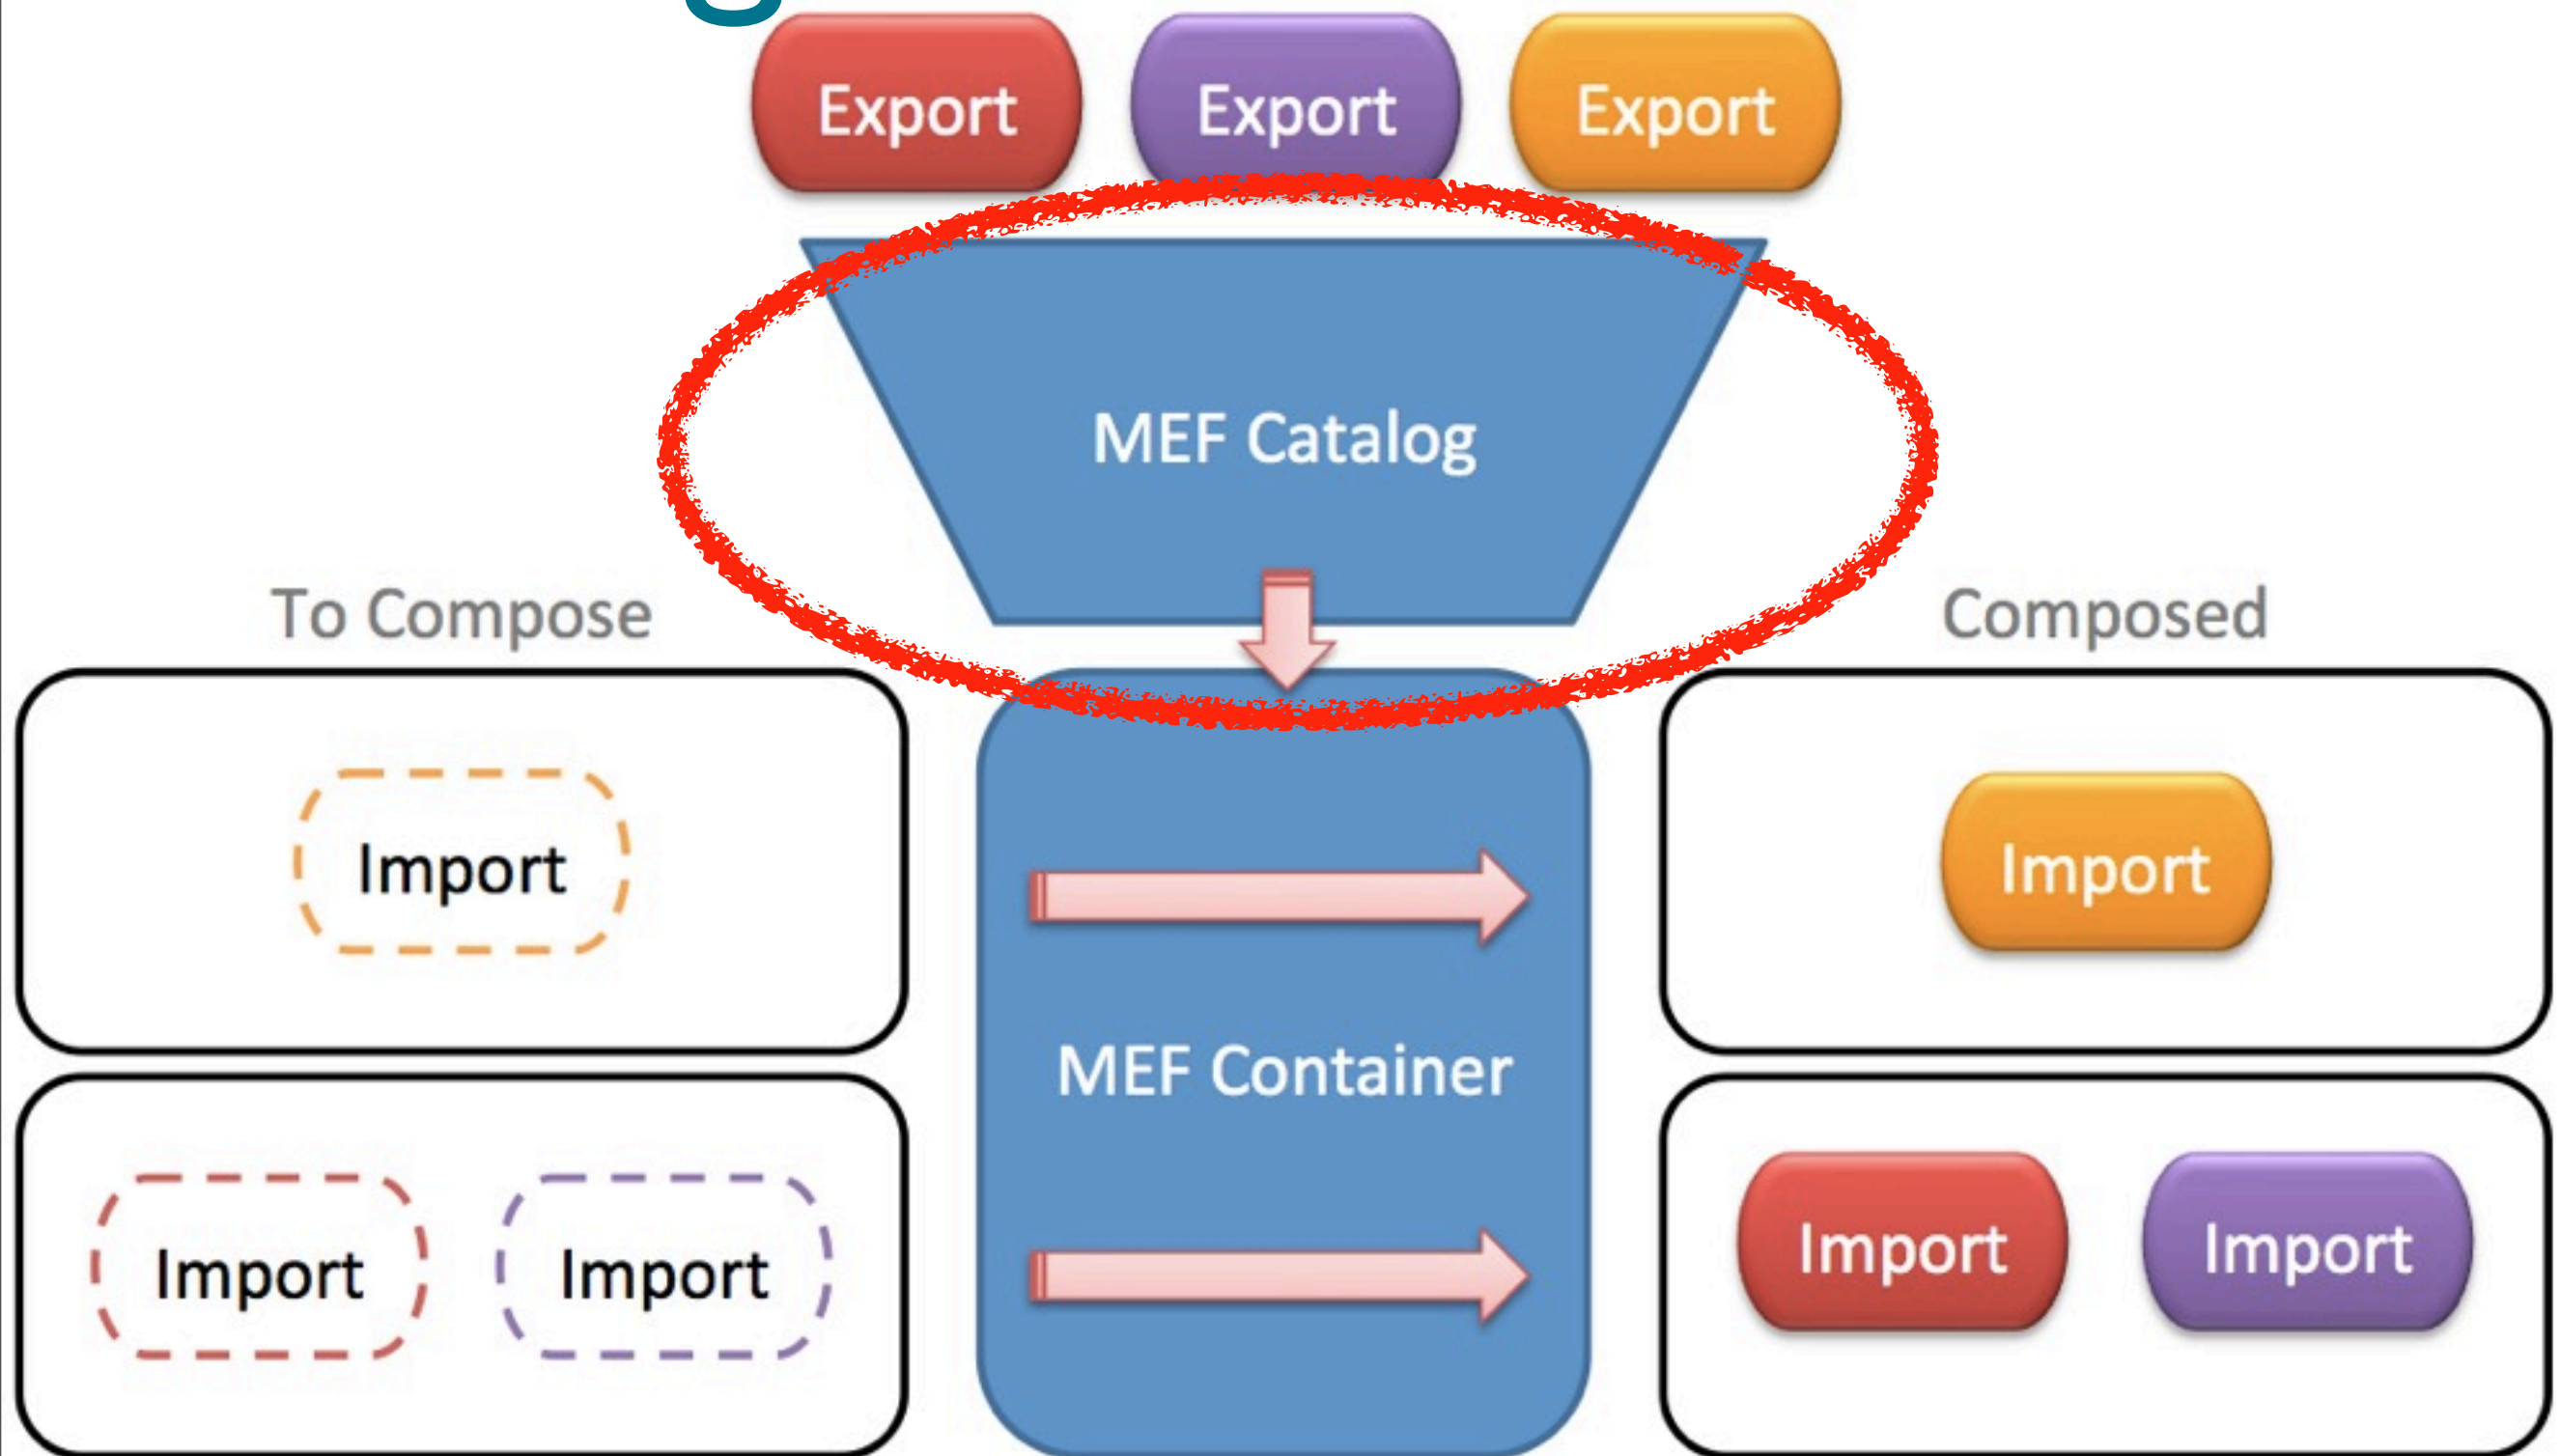 Export Export Export
MEF Catalog
To Compose
Composed
Import
Import
MEF Container
Import Import
Import Import